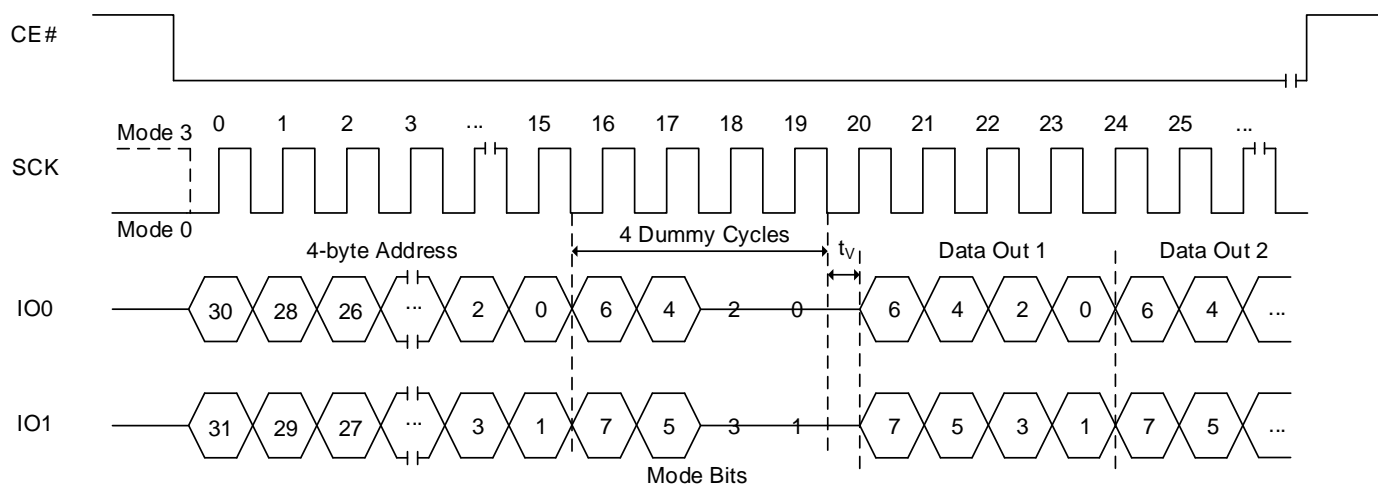 CE#
0 1 2 3 ... 15 16 17 18 19 20 21 22 23 24 25 ...
Mode 3
SCK
Mode 0
4-byte Address 4 Dummy Cycles tV Data Out 1 Data Out 2
IO0 30 28 26 ... 2 0 6 4 2 0 6 4 2 0 6 4 ...
IO1 31 29 27 ... 3 1 7 5 3 1 7 5 3 1 7 5 ...
Mode Bits